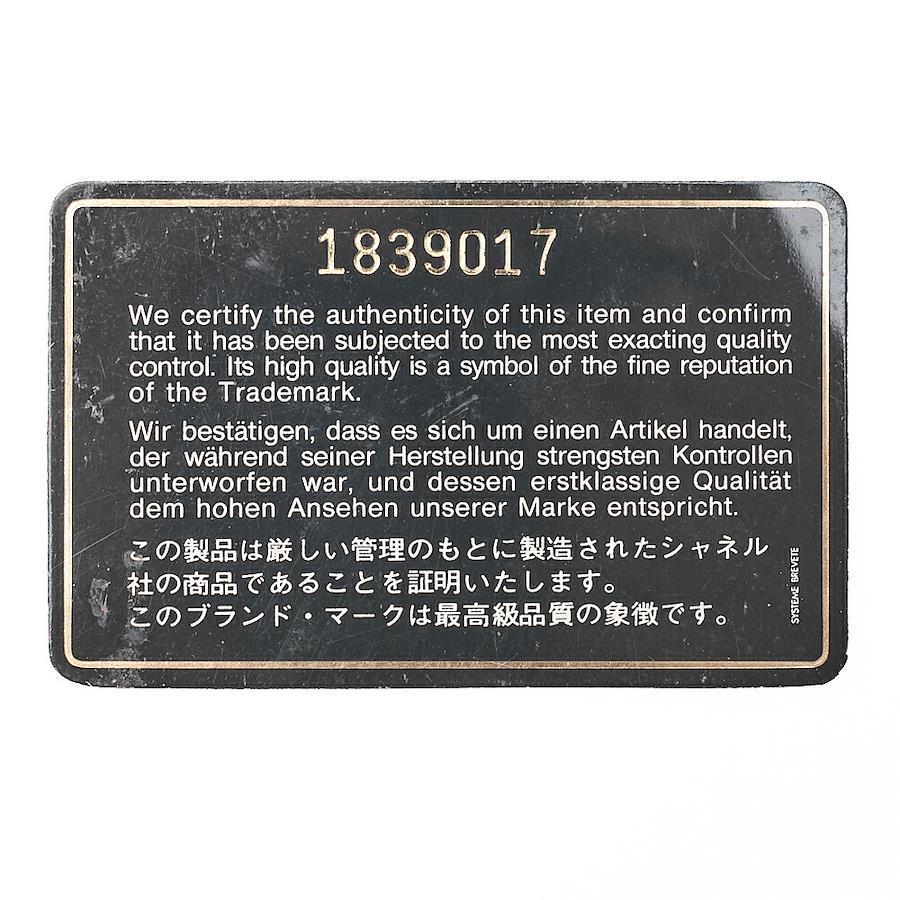 1839017
We certify the authenticity of this item and confirm
that it has been subjected to the most exacting quality
control. Its high quality is a symbol of the fine reputation
of the Trademark.
Wir bestätigen, dass es sich um einen Artikel handelt,
der während seiner Herstellung strengsten Kontrollen
unterworfen war, und dessen erstklassige Qualität
dem hohen Ansehen unserer Marke entspricht.
この製品は厳しい管理のもとに製造されたシャネル
社の商品であることを証明いたします。
このブランド・マークは最高級品質の象徴です。
SYSTEME BREVETE